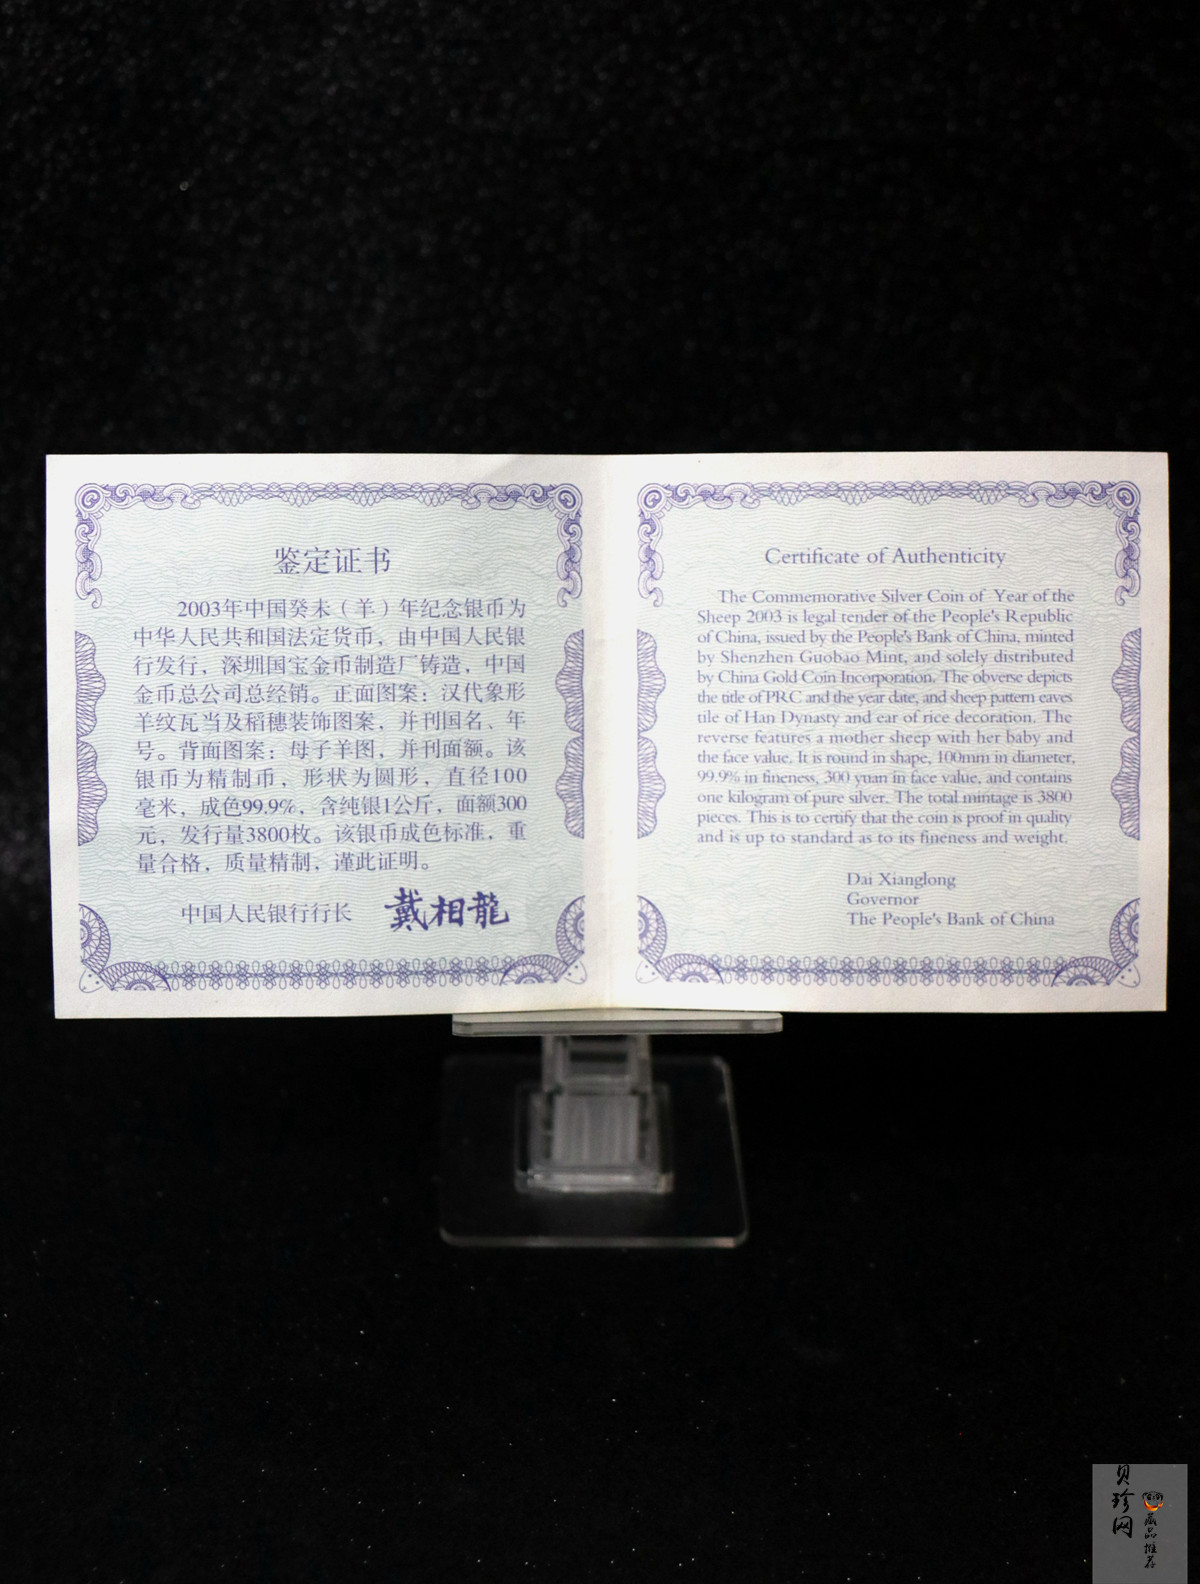 鉴定证书
2003年中国癸未（羊）年纪念银币为
中华人民共和国法定货币，由中国人民银
行发行，深圳国宝金币制造厂铸造，中国
金币总公司总经销。正面图案：汉代象形
羊纹瓦当及稻穗装饰图案，并刊国名、年
号。背面图案：母子羊图，并刊面额。该
银币为精制币，形状为圆形，直径100
毫米，成色99.9%，含纯银1公斤，面额300
元，发行量3800枚。该银币成色标准，重
量合格，质量精制，谨此证明。
中国人民银行行长 戴相龍
Certificate of Authenticity
The Commemorative Silver Coin of Year of the
Sheep 2003 is legal tender of the People's Republic
of China, issued by the People's Bank of China, minted
by Shenzhen Guobao Mint, and solely distributed
by China Gold Coin Incorporation. The obverse depicts
the title of PRC and the year date, and sheep pattern eaves
tile of Han Dynasty and ear of rice decoration. The
reverse features a mother sheep with her baby and
the face value. It is round in shape, 100mm in diameter,
99.9% in fineness, 300 yuan in face value, and contains
one kilogram of pure silver. The total mintage is 3800
pieces. This is to certify that the coin is proof in quality
and is up to standard as to its fineness and weight.
Dai Xianglong
Governor
The People's Bank of China
贝珍网
藏品推荐